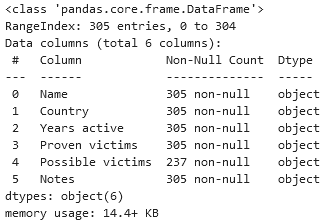 <class 'pandas.core.frame.DataFrame'>
RangeIndex: 305 entries, 0 to 304
Data columns (total 6 columns):
 #   Column            Non-Null Count  Dtype
---  ------            --------------  -----
 0   Name              305 non-null    object
 1   Country           305 non-null    object
 2   Years active      305 non-null    object
 3   Proven victims    305 non-null    object
 4   Possible victims  237 non-null    object
 5   Notes             305 non-null    object
dtypes: object(6)
memory usage: 14.4+ KB